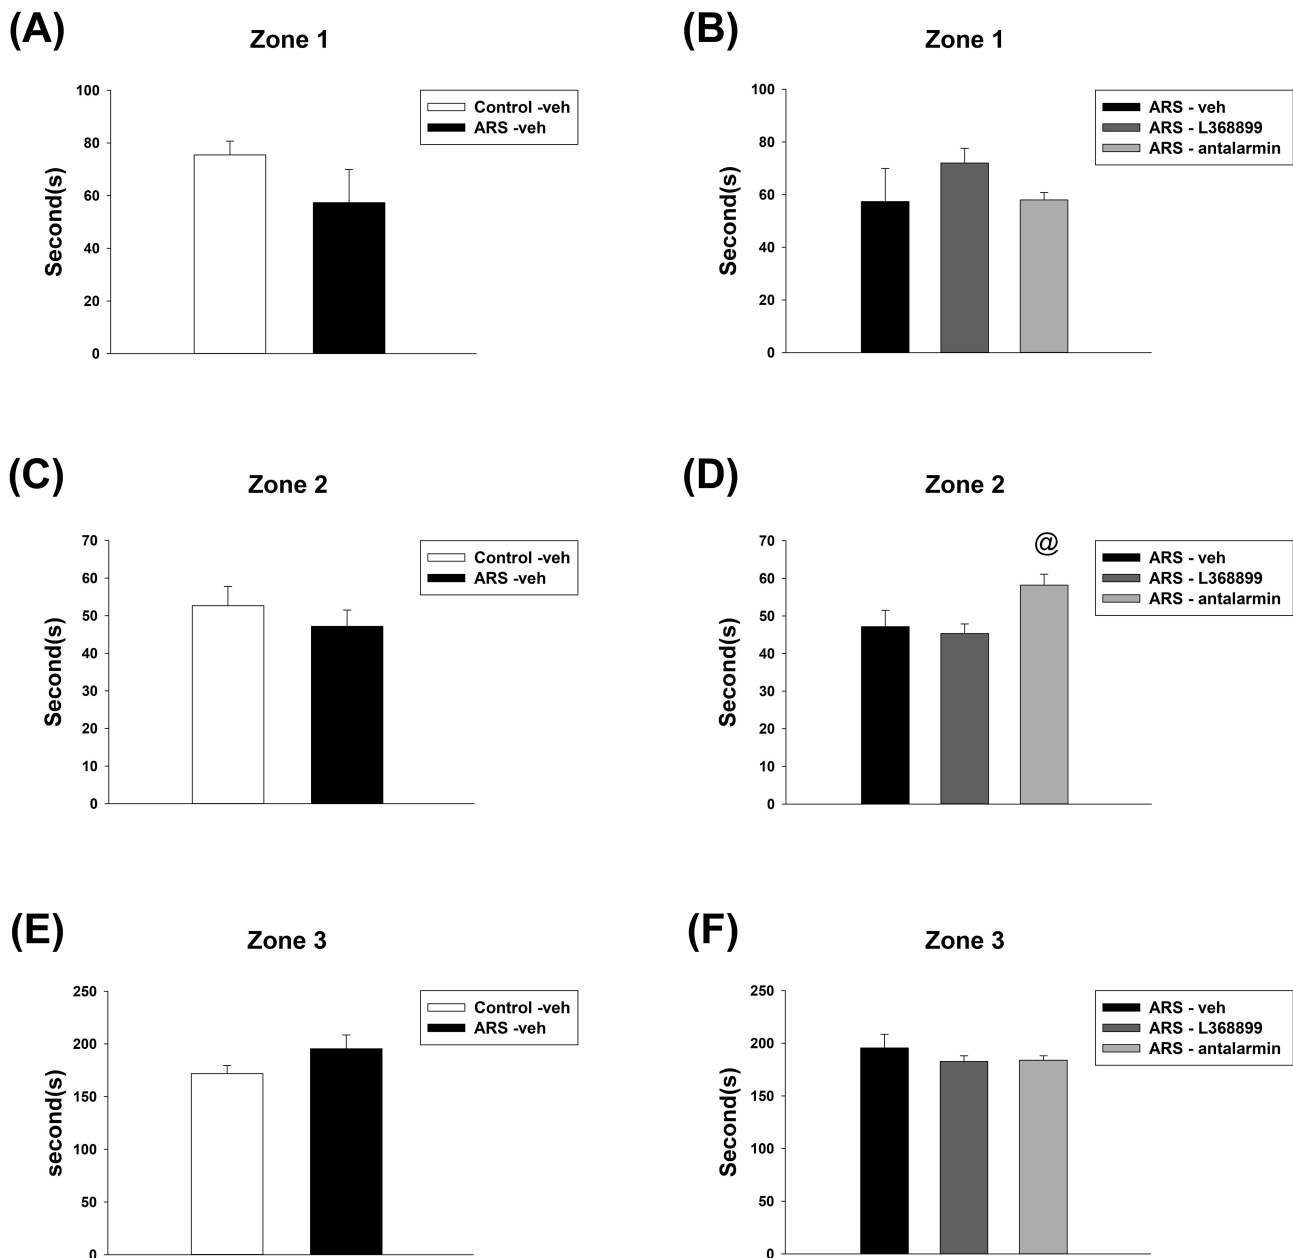 (A)
Zone 1
100
80
60
40
20
0
Second(s)
Control -veh
ARS -veh
(B)
Zone 1
100
80
60
40
20
0
Second(s)
ARS - veh
ARS - L368899
ARS - antalarmin
(C)
Zone 2
70
60
50
40
30
20
10
0
Second(s)
Control -veh
ARS -veh
(D)
Zone 2
70
60
50
40
30
20
10
0
Second(s)
@
ARS - veh
ARS - L368899
ARS - antalarmin
(E)
Zone 3
250
200
150
100
50
0
second(s)
Control -veh
ARS -veh
(F)
Zone 3
250
200
150
100
50
0
Second(s)
ARS - veh
ARS - L368899
ARS - antalarmin